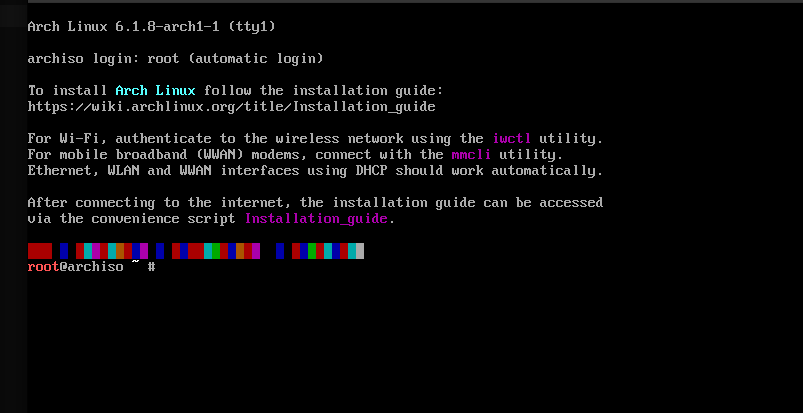 Arch Linux 6.1.8-arch1-1 (tty1)
archiso login: root (automatic login)
To install Arch Linux follow the installation guide:
https://wiki.archlinux.org/title/Installation_guide
For Wi-Fi, authenticate to the wireless network using the iwctl utility.
For mobile broadband (WWAN) modems, connect with the mmcli utility.
Ethernet, WLAN and WWAN interfaces using DHCP should work automatically.
After connecting to the internet, the installation guide can be accessed
via the convenience script Installation_guide.
root@archiso ~ #